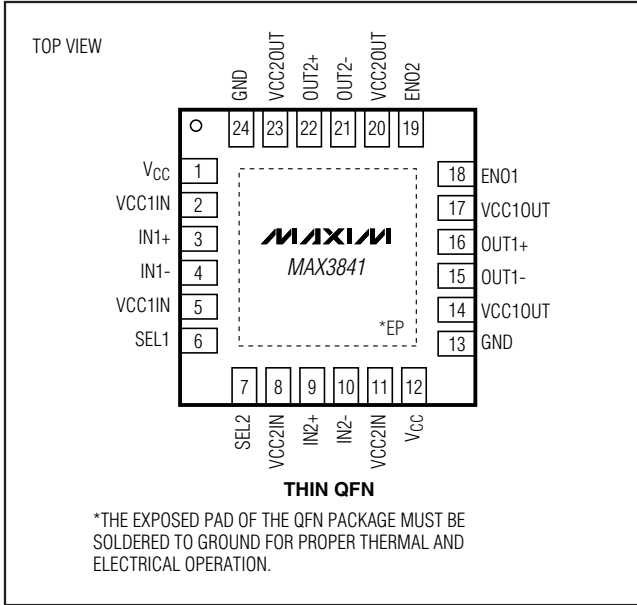 TOP VIEW
GND
VCC2OUT
OUT2+
OUT2-
VCC2OUT
ENO2
24 23 22 21 20 19
VCC 1
VCC1IN 2
IN1+ 3
IN1- 4
VCC1IN 5
SEL1 6
18 ENO1
17 VCC1OUT
16 OUT1+
15 OUT1-
14 VCC1OUT
13 GND
MAXIM
MAX3841
*EP
7 8 9 10 11 12
SEL2
VCC2IN
IN2+
IN2-
VCC2IN
VCC
THIN QFN
*THE EXPOSED PAD OF THE QFN PACKAGE MUST BE
SOLDERED TO GROUND FOR PROPER THERMAL AND
ELECTRICAL OPERATION.